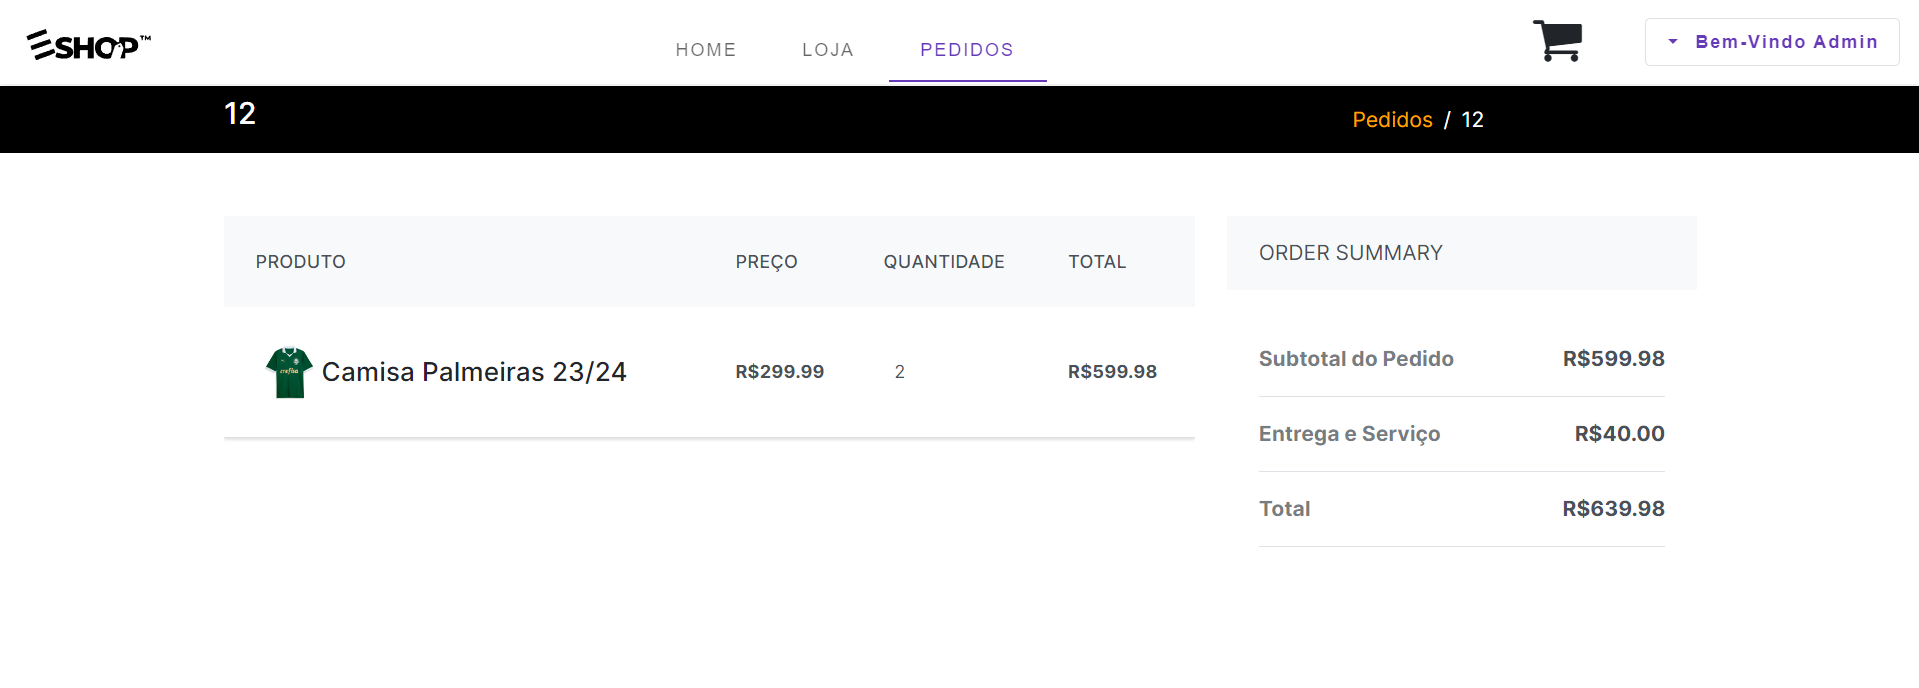 ESHOP™
HOME LOJA PEDIDOS
Bem-Vindo Admin
12
Pedidos / 12
PRODUTO PREÇO QUANTIDADE TOTAL
crefisa
Camisa Palmeiras 23/24 R$299.99 2 R$599.98
ORDER SUMMARY
Subtotal do Pedido R$599.98
Entrega e Serviço R$40.00
Total R$639.98